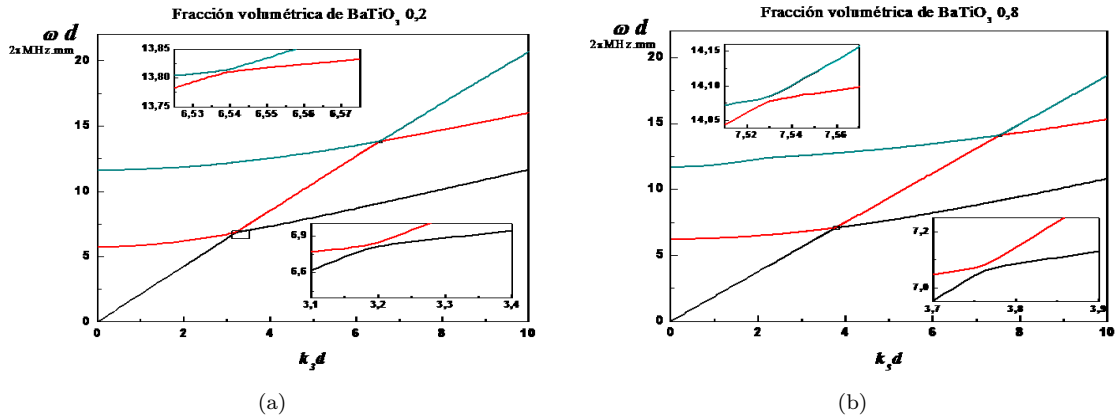 Fracción volumétrica de BaTiO₃ 0,2
ω d
2π MHz.mm
20
15
10
5
0
0 2 4 6 8 10
k₃d
13,85
13,80
13,75
6,53 6,54 6,55 6,56 6,57
6,9
6,6
3,1 3,2 3,3 3,4
(a)
Fracción volumétrica de BaTiO₃ 0,8
ω d
2π MHz.mm
20
15
10
5
0
0 2 4 6 8 10
14,15
14,10
14,05
7,52 7,54 7,56
7,2
7,0
3,7 3,8 3,9
(b)